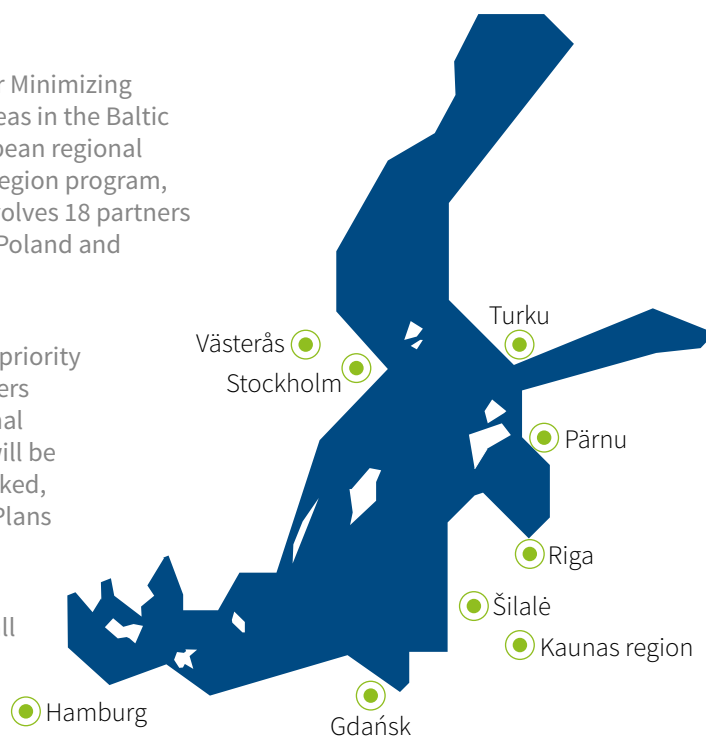 r Minimizing
eas in the Baltic
pean regional
egion program,
volves 18 partners
Poland and
priority
ers
nal
vill be
ked,
Plans
ll
Västerås
Stockholm
Turku
Pärnu
Riga
Šilalė
Kaunas region
Hamburg
Gdańsk